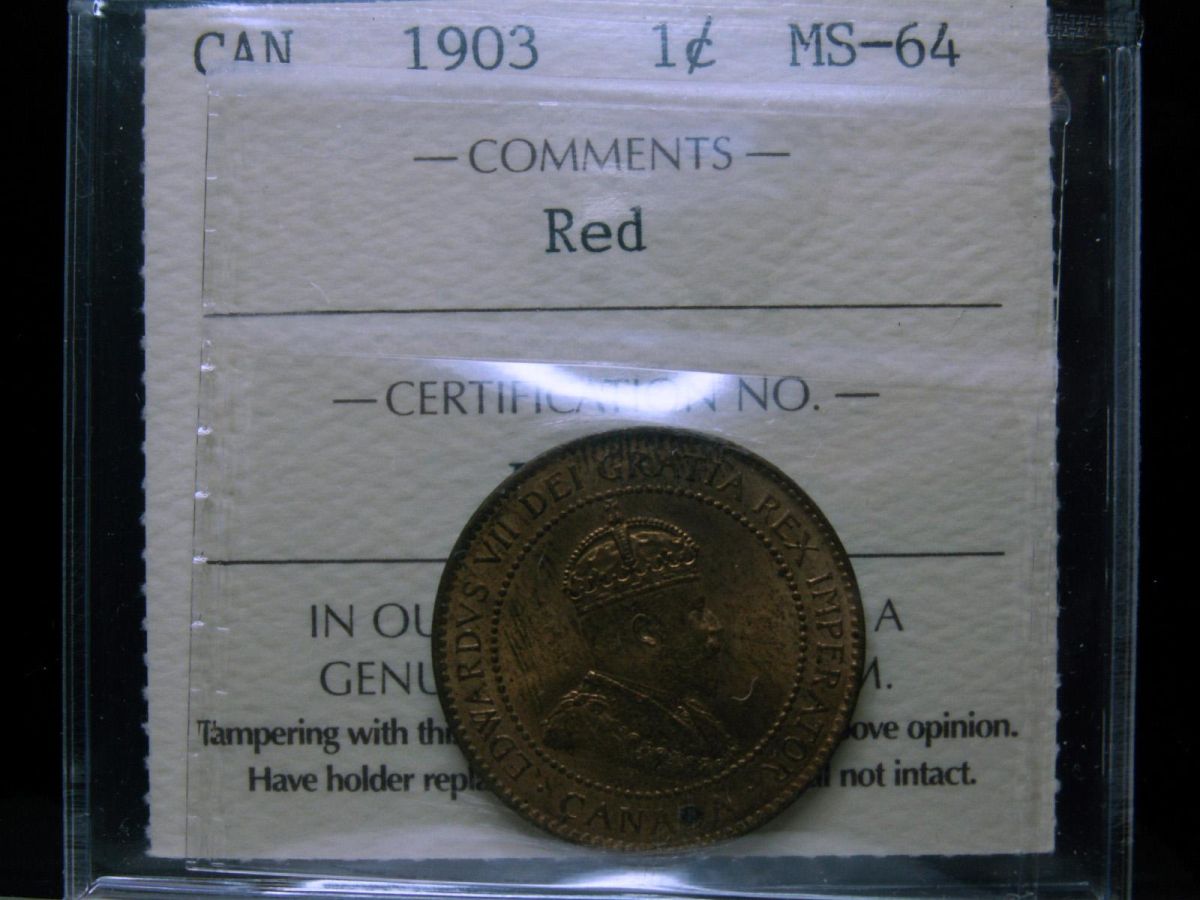 CAN 1903 1¢ MS-64
— COMMENTS —
Red
— CERTIFICATION NO. —
IN OU A
GENU M.
Tampering with thi ove opinion.
Have holder repla not intact.
EDWARDVS VII DEI GRATIA REX IMPERATOR
CANADA